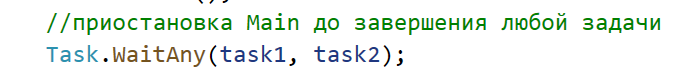 //приостановка Main до завершения любой задачи
Task.WaitAny(task1, task2);